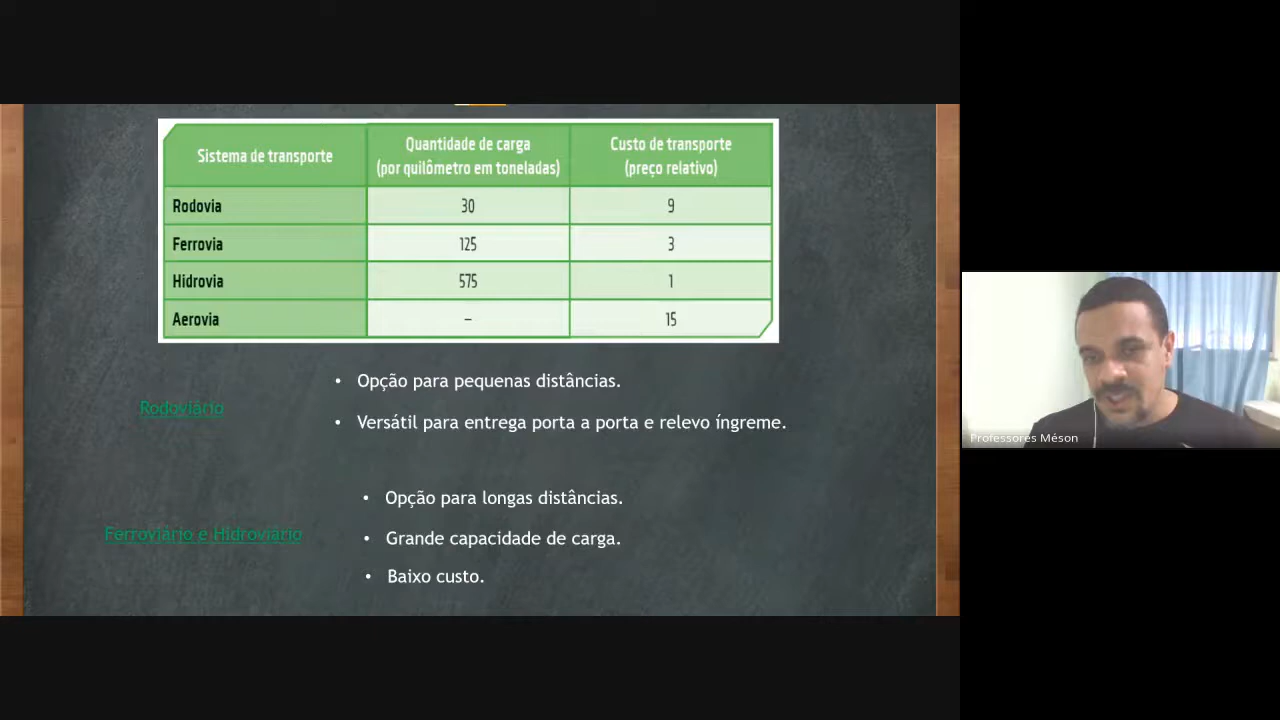 Sistema de transporte
Quantidade de carga
(por quilômetro em toneladas)
Custo de transporte
(preço relativo)
Rodovia 30 9
Ferrovia 125 3
Hidrovia 575 1
Aerovia – 15
Rodoviário
• Opção para pequenas distâncias.
• Versátil para entrega porta a porta e relevo íngreme.
Ferroviário e Hidroviário
• Opção para longas distâncias.
• Grande capacidade de carga.
• Baixo custo.
Professores Méson